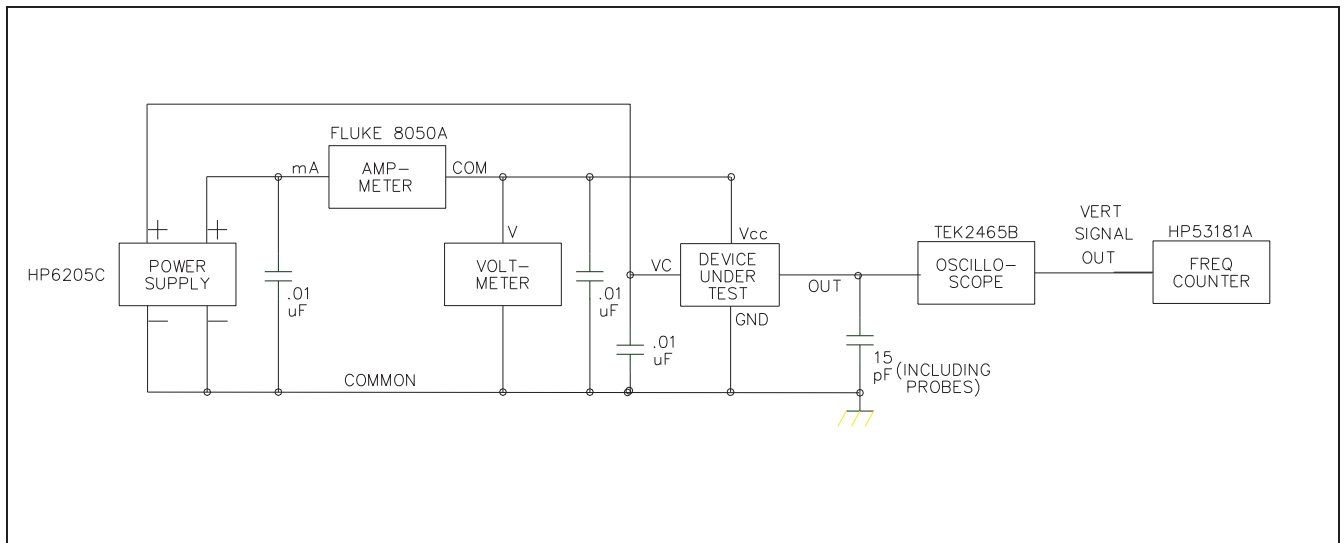 FLUKE 8050A
mA
AMP-
METER
COM
VERT
SIGNAL
OUT
TEK2465B
HP53181A
HP6205C
+
+
POWER
SUPPLY
-
-
.01
uF
V
VOLT-
METER
.01
uF
VC
Vcc
DEVICE
UNDER
TEST
GND
OUT
OSCILLO-
SCOPE
FREQ
COUNTER
.01
uF
15
pF (INCLUDING
PROBES)
COMMON